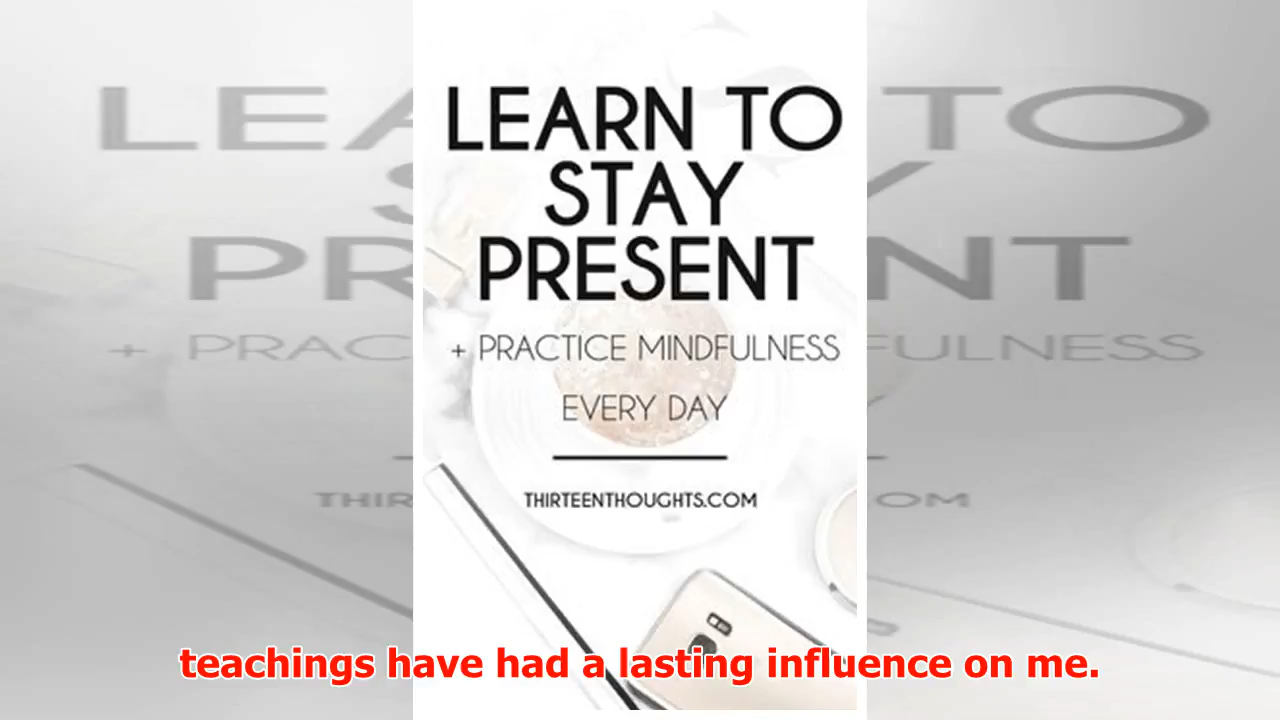 LEARN TO
STAY
PRESENT
+ PRACTICE MINDFULNESS
EVERY DAY
THIRTEENTHOUGHTS.COM
teachings have had a lasting influence on me.